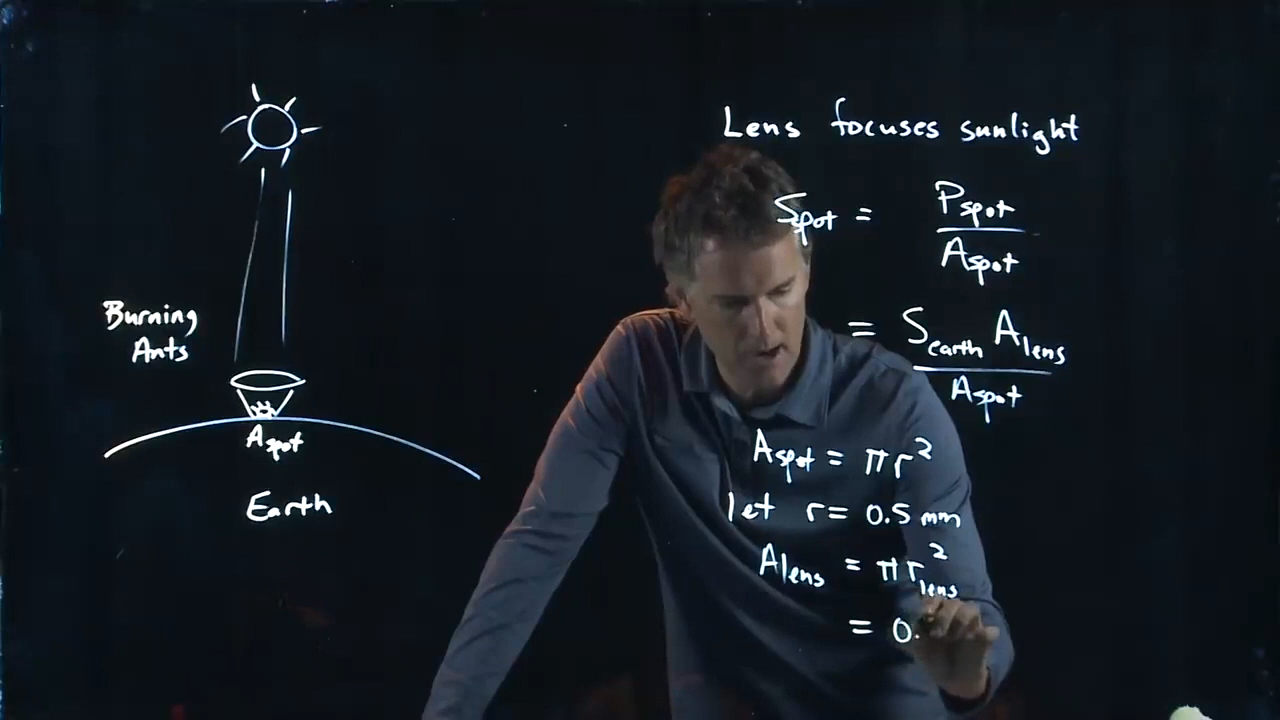 Lens focuses sunlight
Sspot = Pspot / Aspot
= Searth Alens / Aspot
Aspot = πr²
let r = 0.5 mm
Alens = πr²lens
= 0.
Burning
Ants
Aspot
Earth